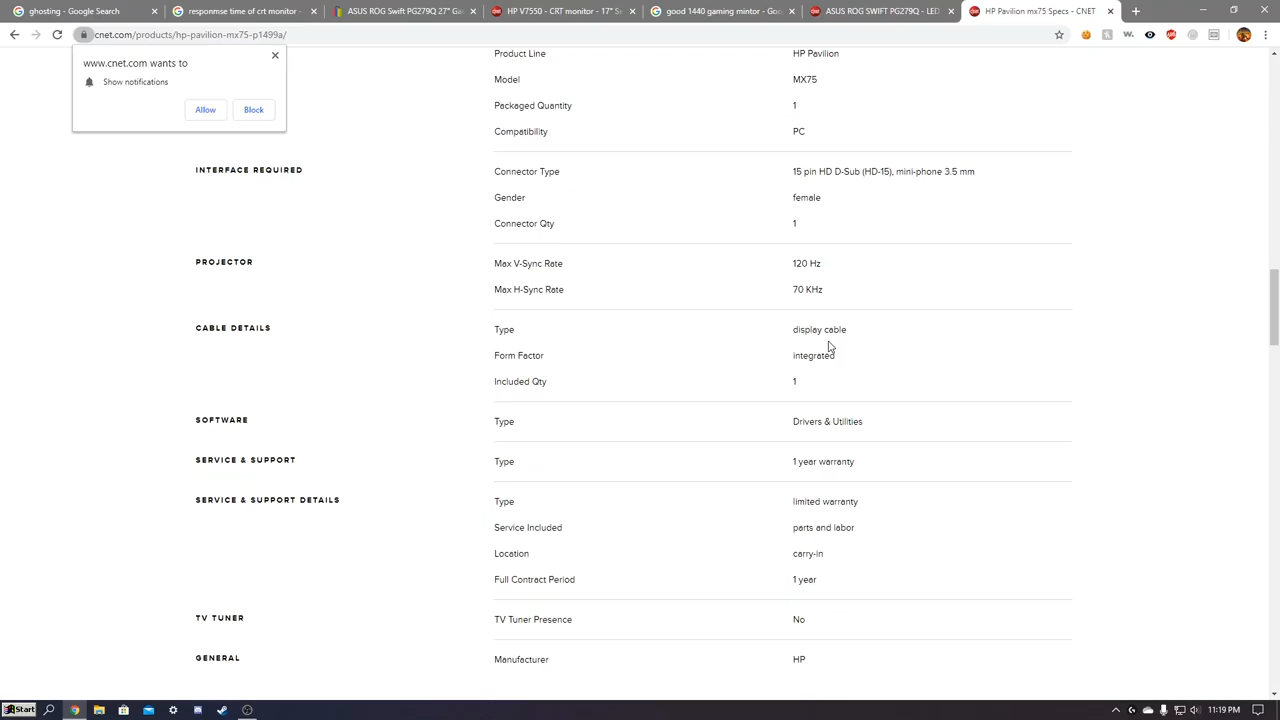 ghosting - Google Search
responmse time of crt monitor -
ASUS ROG Swift PG279Q 27" Ga
HP V7550 - CRT monitor - 17" S
good 1440 gaming mintor - Goo
ASUS ROG SWIFT PG279Q - LED
HP Pavilion mx75 Specs - CNET
cnet.com/products/hp-pavilion-mx75-p1499a/
www.cnet.com wants to
Show notifications
Allow Block
Product Line HP Pavilion
Model MX75
Packaged Quantity 1
Compatibility PC
INTERFACE REQUIRED Connector Type 15 pin HD D-Sub (HD-15), mini-phone 3.5 mm
Gender female
Connector Qty 1
PROJECTOR Max V-Sync Rate 120 Hz
Max H-Sync Rate 70 KHz
CABLE DETAILS Type display cable
Form Factor integrated
Included Qty 1
SOFTWARE Type Drivers & Utilities
SERVICE & SUPPORT Type 1 year warranty
SERVICE & SUPPORT DETAILS Type limited warranty
Service Included parts and labor
Location carry-in
Full Contract Period 1 year
TV TUNER TV Tuner Presence No
GENERAL Manufacturer HP
Start 11:19 PM